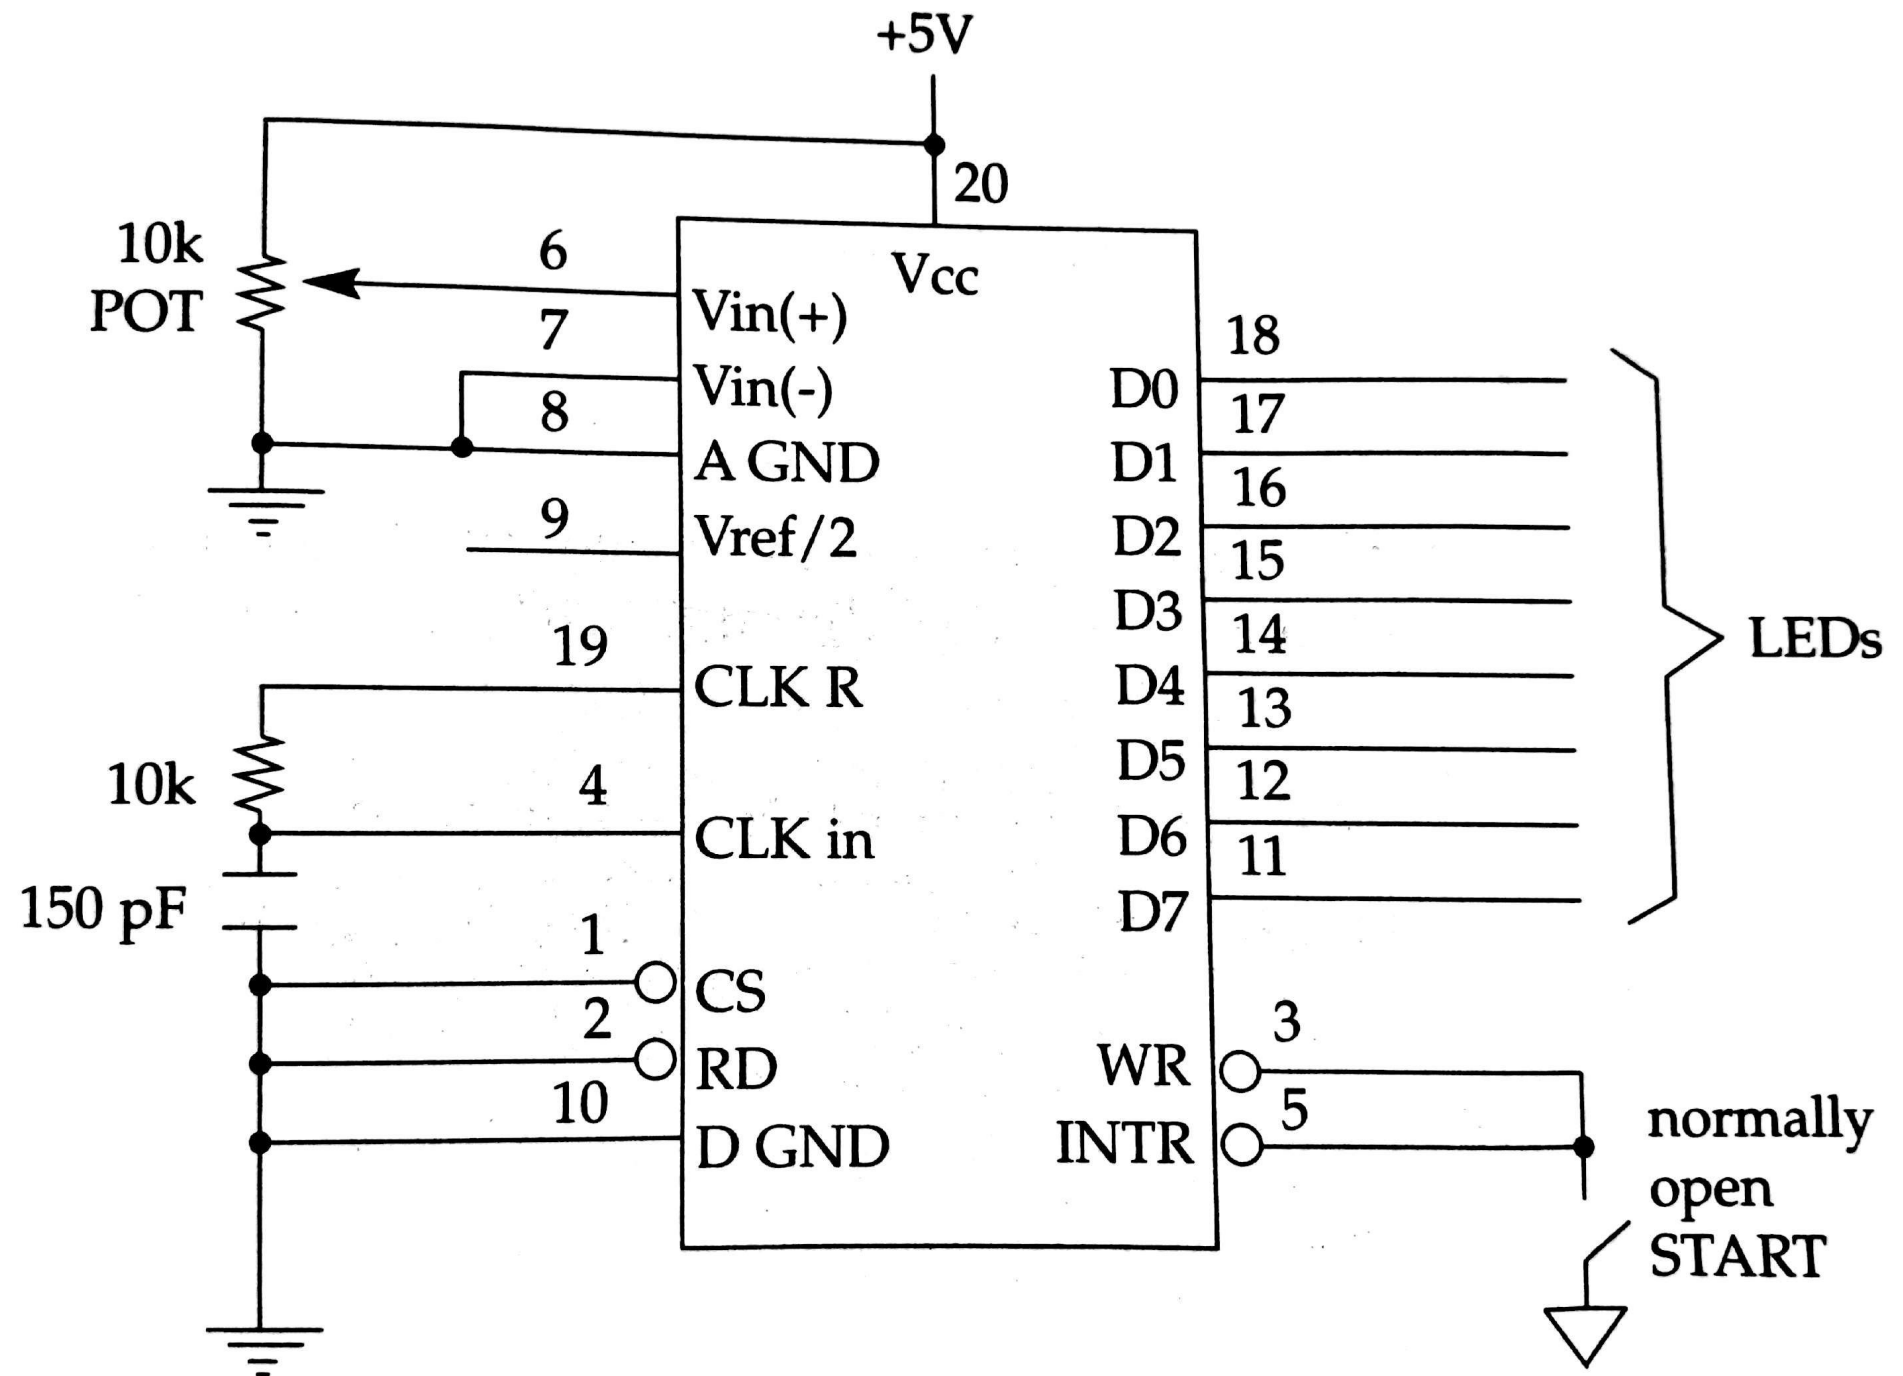 +5V
20
10k
POT
6
7
8
9
19
10k
4
150 pF
1
2
10
Vcc
Vin(+)
Vin(-)
A GND
Vref/2
CLK R
CLK in
CS
RD
D GND
D0
D1
D2
D3
D4
D5
D6
D7
WR
INTR
18
17
16
15
14
13
12
11
3
5
LEDs
normally
open
START